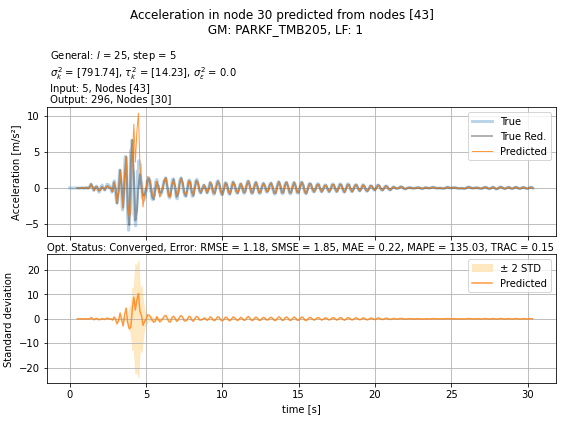 Acceleration in node 30 predicted from nodes [43]
GM: PARKF_TMB205, LF: 1
General: l = 25, step = 5
σ²ₖ = [791.74], τ²ₖ = [14.23], σ²ε = 0.0
Input: 5, Nodes [43]
Output: 296, Nodes [30]
Acceleration [m/s²]
10
5
0
−5
True
True Red.
Predicted
Opt. Status: Converged, Error: RMSE = 1.18, SMSE = 1.85, MAE = 0.22, MAPE = 135.03, TRAC = 0.15
Standard deviation
20
10
0
−10
−20
± 2 STD
Predicted
0 5 10 15 20 25 30
time [s]